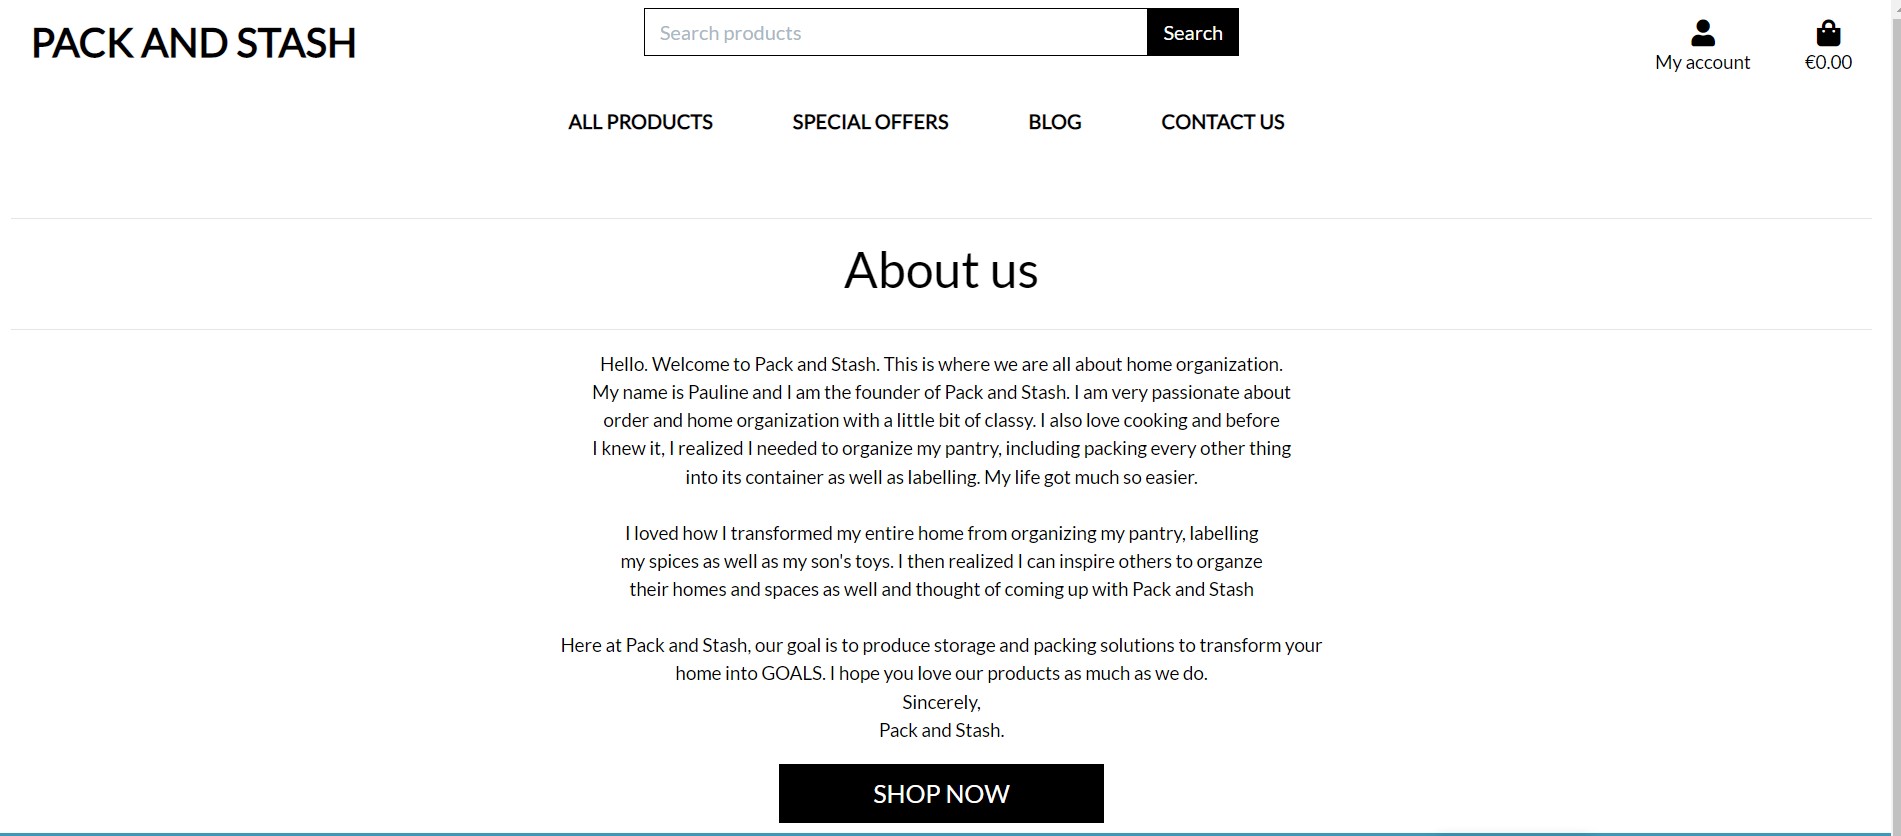 PACK AND STASH
Search products
Search
My account
€0.00
ALL PRODUCTS
SPECIAL OFFERS
BLOG
CONTACT US
About us
Hello. Welcome to Pack and Stash. This is where we are all about home organization.
My name is Pauline and I am the founder of Pack and Stash. I am very passionate about
order and home organization with a little bit of classy. I also love cooking and before
I knew it, I realized I needed to organize my pantry, including packing every other thing
into its container as well as labelling. My life got much so easier.
I loved how I transformed my entire home from organizing my pantry, labelling
my spices as well as my son's toys. I then realized I can inspire others to organze
their homes and spaces as well and thought of coming up with Pack and Stash
Here at Pack and Stash, our goal is to produce storage and packing solutions to transform your
home into GOALS. I hope you love our products as much as we do.
Sincerely,
Pack and Stash.
SHOP NOW